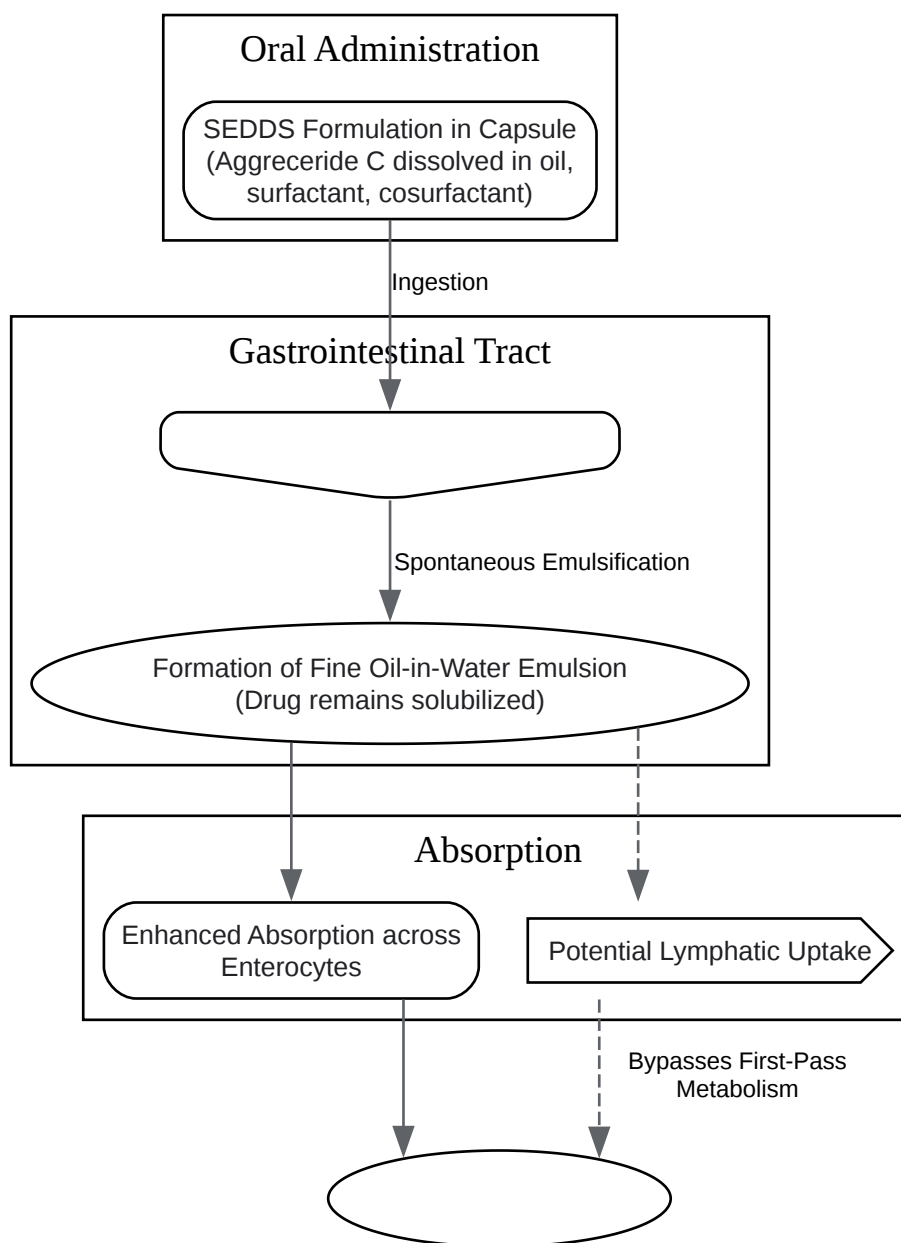 Oral Administration
SEDDS Formulation in Capsule
(Aggreceride C dissolved in oil,
surfactant, cosurfactant)
Ingestion
Gastrointestinal Tract
Spontaneous Emulsification
Formation of Fine Oil-in-Water Emulsion
(Drug remains solubilized)
Absorption
Enhanced Absorption across
Enterocytes
Potential Lymphatic Uptake
Bypasses First-Pass
Metabolism